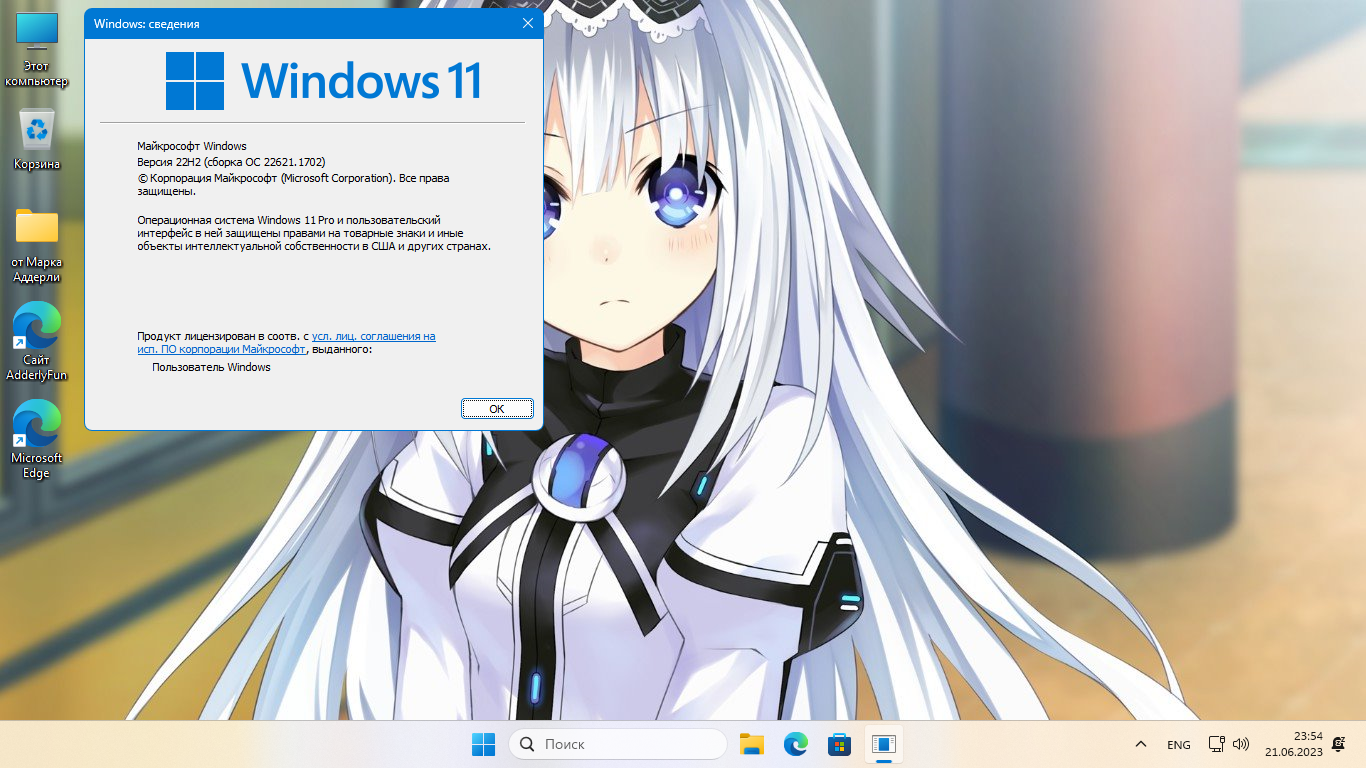 Этот
компьютер
Корзина
от Марка
Аддерли
Сайт
AdderlyFun
Microsoft
Edge
Windows: сведения
Windows 11
Майкрософт Windows
Версия 22H2 (сборка ОС 22621.1702)
© Корпорация Майкрософт (Microsoft Corporation). Все права
защищены.
Операционная система Windows 11 Pro и пользовательский
интерфейс в ней защищены правами на товарные знаки и иные
объекты интеллектуальной собственности в США и других странах.
Продукт лицензирован в соотв. с усл. лиц. соглашения на
исп. ПО корпорации Майкрософт, выданного:
Пользователь Windows
OK
Поиск
ENG
23:54
21.06.2023